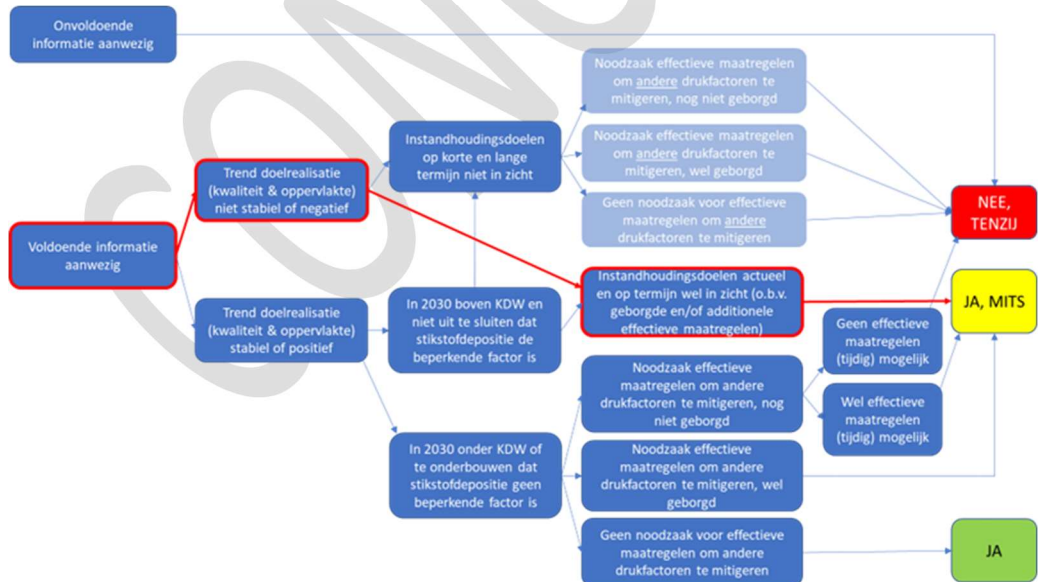 Onvoldoende
informatie aanwezig
Noodzaak effectieve maatregelen
om andere drukfactoren te
mitigeren, nog niet geborgd
Instandhoudingsdoelen
op korte en lange
termijn niet in zicht
Noodzaak effectieve maatregelen
om andere drukfactoren te
mitigeren, wel geborgd
Trend doelrealisatie
(kwaliteit & oppervlakte)
niet stabiel of negatief
Geen noodzaak voor effectieve
maatregelen om andere
drukfactoren te mitigeren
NEE,
TENZIJ
Voldoende informatie
aanwezig
Instandhoudingsdoelen actueel
en op termijn wel in zicht (o.b.v.
geborgde en/of additionele
effectieve maatregelen)
JA, MITS
Trend doelrealisatie
(kwaliteit & oppervlakte)
stabiel of positief
In 2030 boven KDW en
niet uit te sluiten dat
stikstofdepositie de
beperkende factor is
Geen effectieve
maatregelen
(tijdig) mogelijk
Noodzaak effectieve
maatregelen om andere
drukfactoren te mitigeren, nog
niet geborgd
Wel effectieve
maatregelen
(tijdig) mogelijk
In 2030 onder KDW of
te onderbouwen dat
stikstofdepositie geen
beperkende factor is
Noodzaak effectieve
maatregelen om andere
drukfactoren te mitigeren, wel
geborgd
Geen noodzaak voor effectieve
maatregelen om andere
drukfactoren te mitigeren
JA